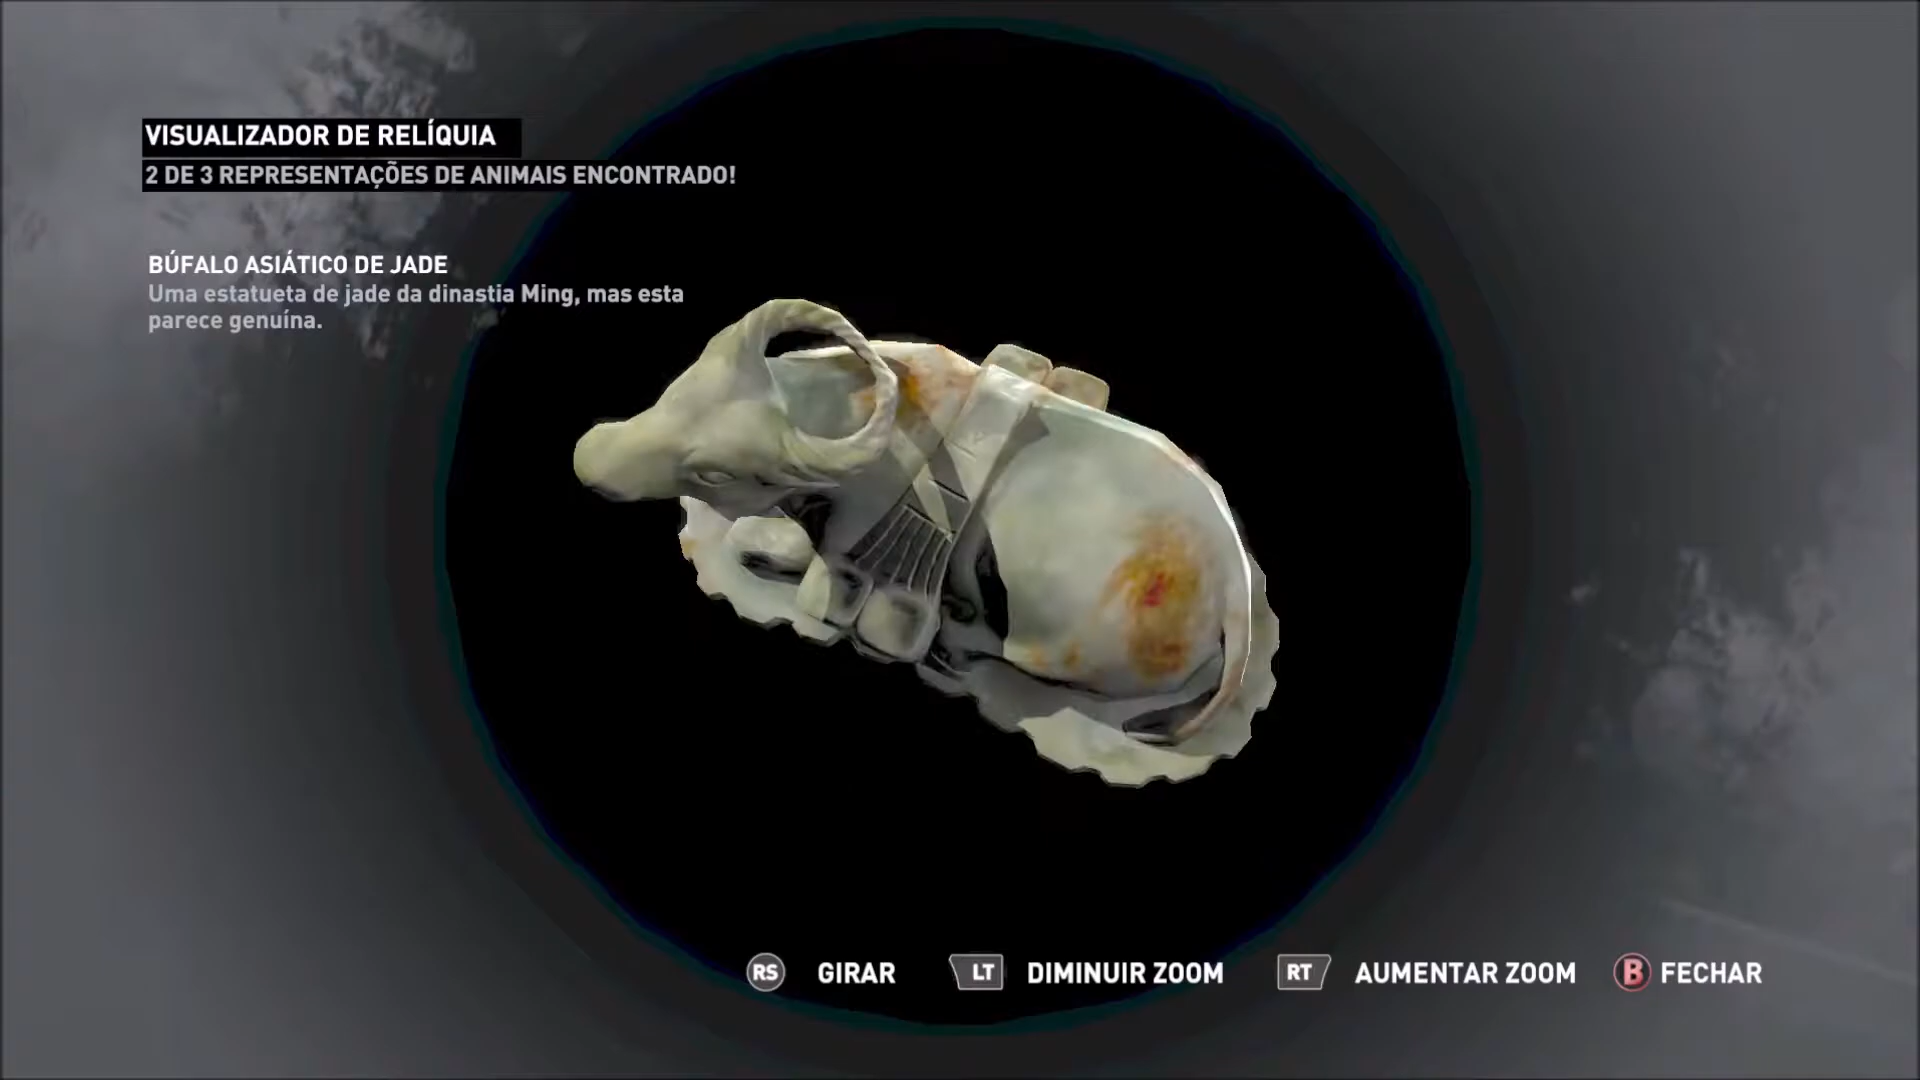 VISUALIZADOR DE RELÍQUIA
2 DE 3 REPRESENTAÇÕES DE ANIMAIS ENCONTRADO!
BÚFALO ASIÁTICO DE JADE
Uma estatueta de jade da dinastia Ming, mas esta
parece genuína.
RS GIRAR LT DIMINUIR ZOOM RT AUMENTAR ZOOM B FECHAR